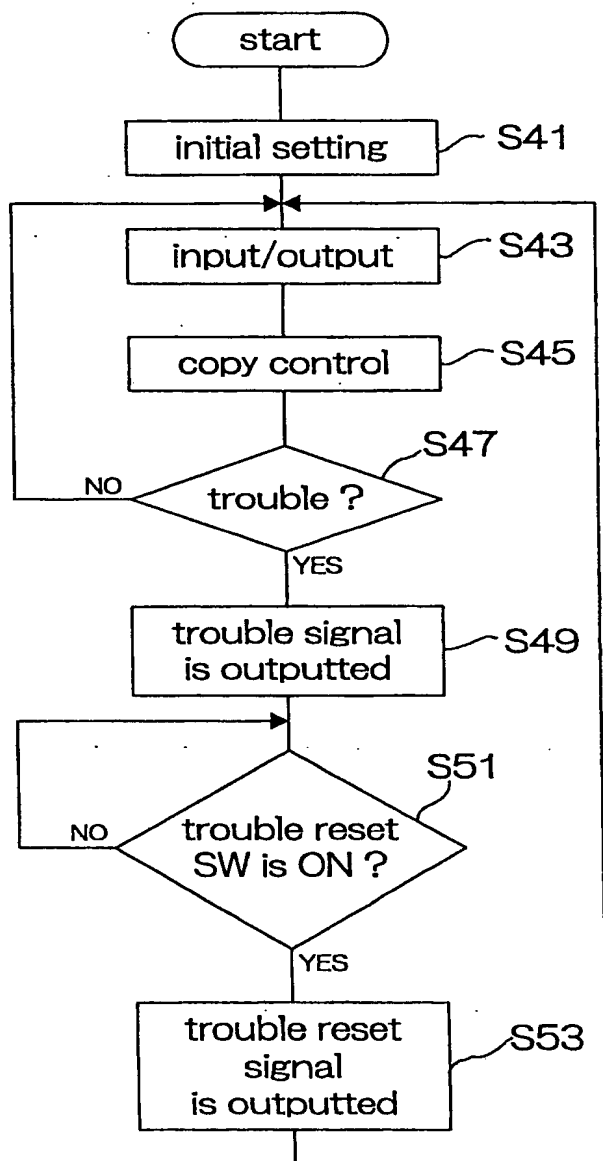 start
initial setting
S41
input/output
S43
copy control
S45
S47
trouble ?
NO
YES
trouble signal
is outputted
S49
S51
trouble reset
SW is ON ?
NO
YES
trouble reset
signal
is outputted
S53